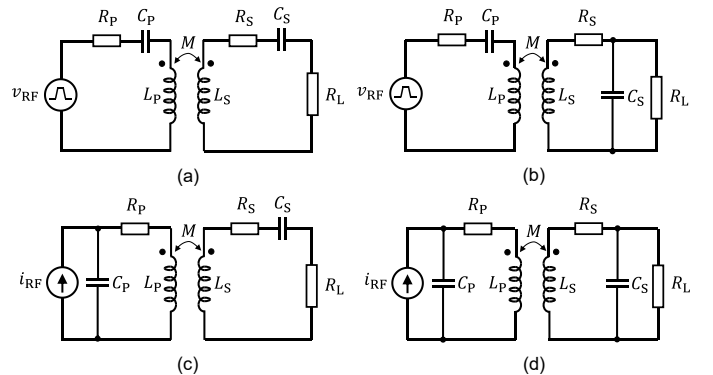 R_P C_P R_S C_S
M
v_RF L_P L_S R_L
(a)
R_P C_P R_S
M
v_RF L_P L_S C_S R_L
(b)
R_P R_S C_S
M
i_RF C_P L_P L_S R_L
(c)
R_P R_S
M
i_RF C_P L_P L_S C_S R_L
(d)